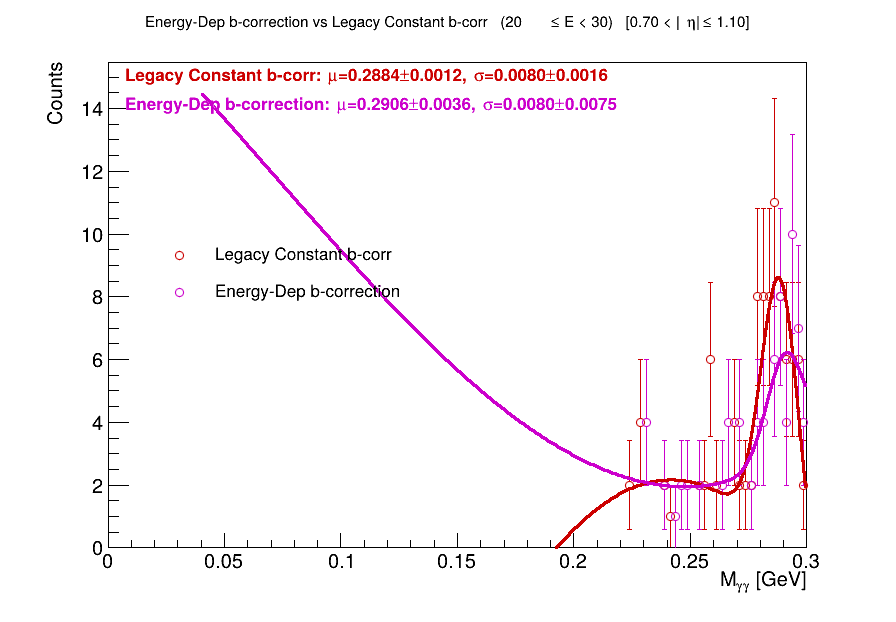 Energy-Dep b-correction vs Legacy Constant b-corr (20 ≤ E < 30) [0.70 < | η| ≤ 1.10]
Counts
Legacy Constant b-corr: μ=0.2884±0.0012, σ=0.0080±0.0016
Energy-Dep b-correction: μ=0.2906±0.0036, σ=0.0080±0.0075
14
12
10
8
6
4
2
0
Legacy Constant b-corr
Energy-Dep b-correction
0 0.05 0.1 0.15 0.2 0.25 0.3
Mγγ [GeV]